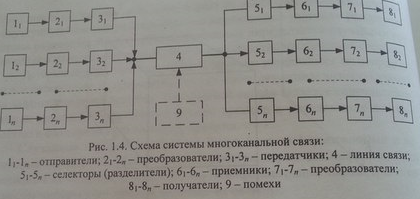 1₁ 2₁ 3₁ 5₁ 6₁ 7₁ 8₁
1₂ 2₂ 3₂ 4 5₂ 6₂ 7₂ 8₂
1ₙ 2ₙ 3ₙ 9 5ₙ 6ₙ 7ₙ 8ₙ
Рис. 1.4. Схема системы многоканальной связи:
1₁-1ₙ – отправители; 2₁-2ₙ – преобразователи; 3₁-3ₙ – передатчики; 4 – линия связи;
5₁-5ₙ – селекторы (разделители); 6₁-6ₙ – приемники; 7₁-7ₙ – преобразователи;
8₁-8ₙ – получатели; 9 – помехи